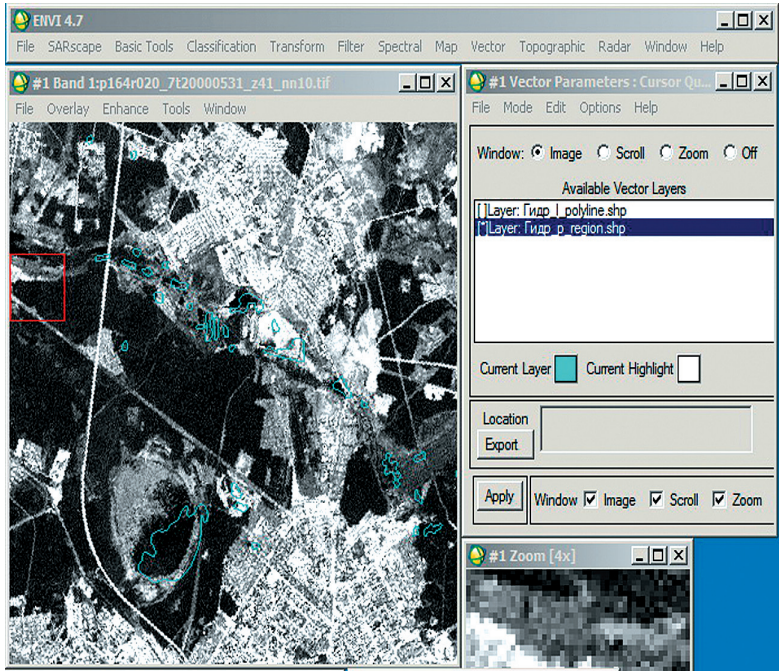 ENVI 4.7
File SARscape Basic Tools Classification Transform Filter Spectral Map Vector Topographic Radar Window Help
#1 Band 1:p164r020_7t20000531_z41_nn10.tif
File Overlay Enhance Tools Window
#1 Vector Parameters : Cursor Qu...
File Mode Edit Options Help
Window: Image Scroll Zoom Off
Available Vector Layers
[ ]Layer: Гидр_l_polyline.shp
[*]Layer: Гидр_p_region.shp
Current Layer Current Highlight
Location
Export
Apply Window Image Scroll Zoom
#1 Zoom [4x]